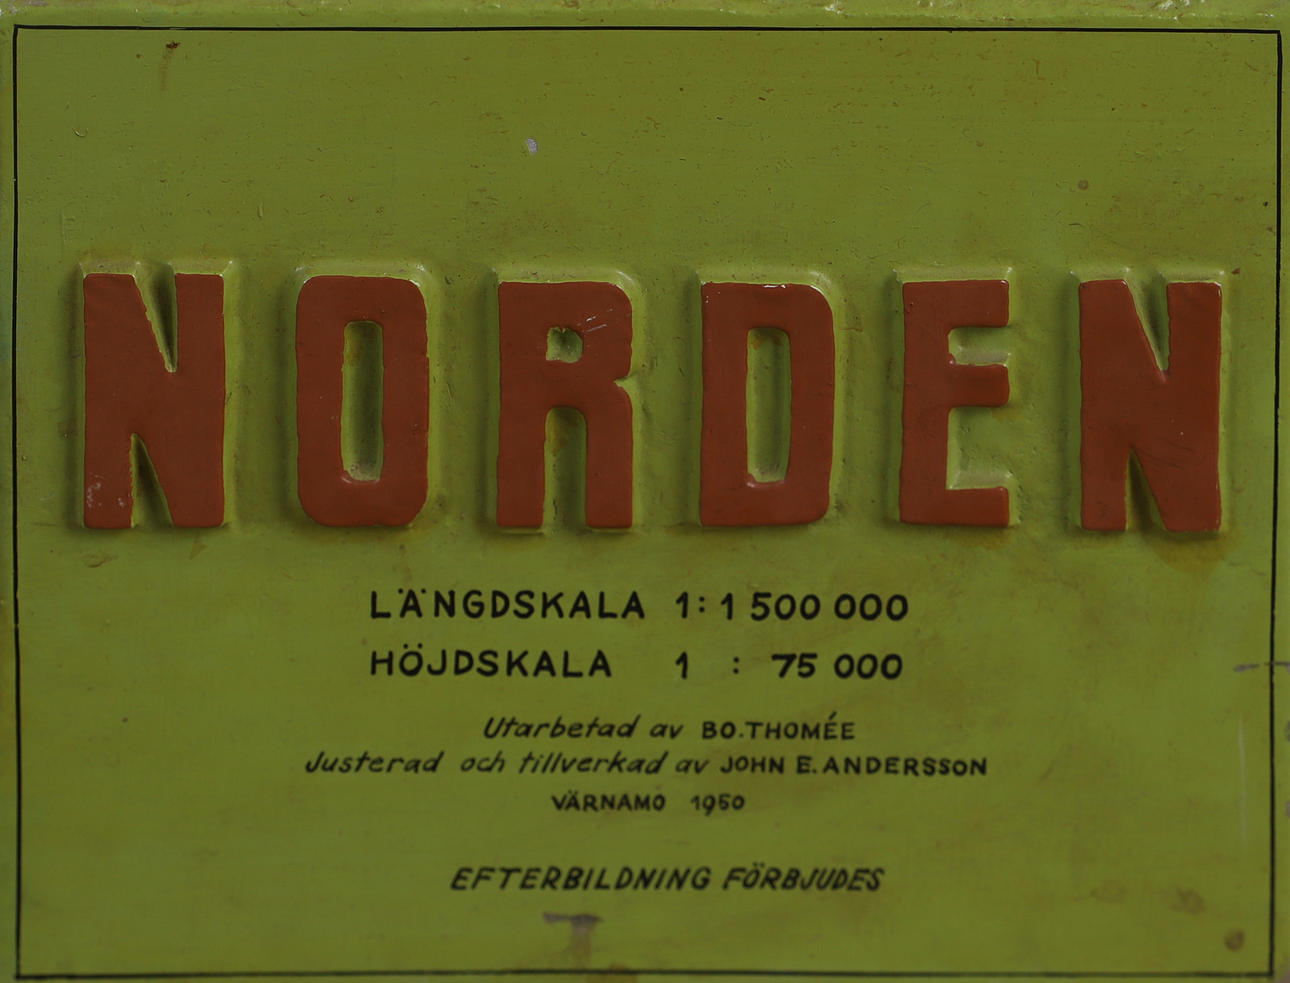 NORDEN
LÄNGDSKALA 1:1 500 000
HÖJDSKALA 1 : 75 000
Utarbetad av BO.THOMÉE
Justerad och tillverkad av JOHN E. ANDERSSON
VÄRNAMO 1950
EFTERBILDNING FÖRBJUDES